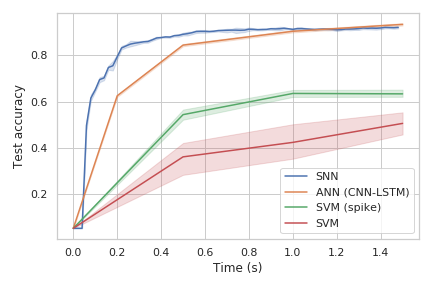 Test accuracy
0.8
0.6
0.4
0.2
0.0 0.2 0.4 0.6 0.8 1.0 1.2 1.4
Time (s)
SNN
ANN (CNN-LSTM)
SVM (spike)
SVM